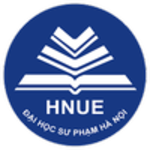 HNUE
ĐẠI HỌC SƯ PHẠM HÀ NỘI